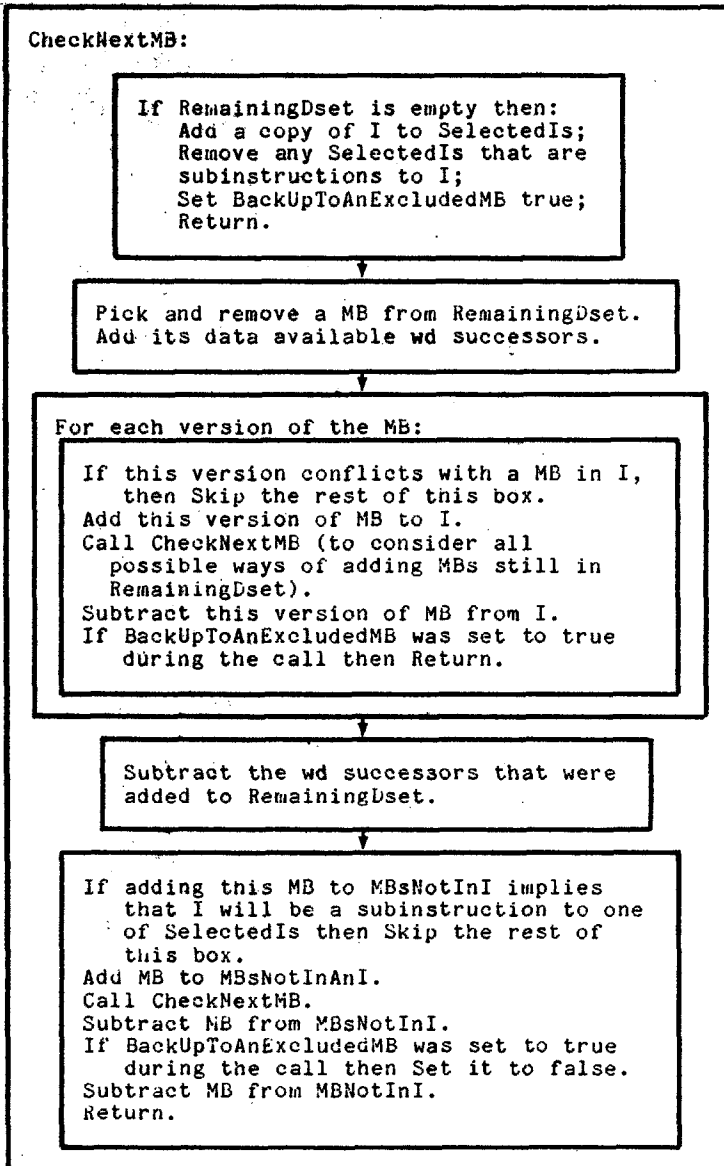 CheckNextMB:
If RemainingDset is empty then:
Add a copy of I to SelectedIs;
Remove any SelectedIs that are
subinstructions to I;
Set BackUpToAnExcludedMB true;
Return.
Pick and remove a MB from RemainingDset.
Add its data available wd successors.
For each version of the MB:
If this version conflicts with a MB in I,
then Skip the rest of this box.
Add this version of MB to I.
Call CheckNextMB (to consider all
possible ways of adding MBs still in
RemainingDset).
Subtract this version of MB from I.
If BackUpToAnExcludedMB was set to true
during the call then Return.
Subtract the wd successors that were
added to RemainingDset.
If adding this MB to MBsNotInI implies
that I will be a subinstruction to one
of SelectedIs then Skip the rest of
this box.
Add MB to MBsNotInAnI.
Call CheckNextMB.
Subtract MB from MBsNotInI.
If BackUpToAnExcludedMB was set to true
during the call then Set it to false.
Subtract MB from MBNotInI.
Return.